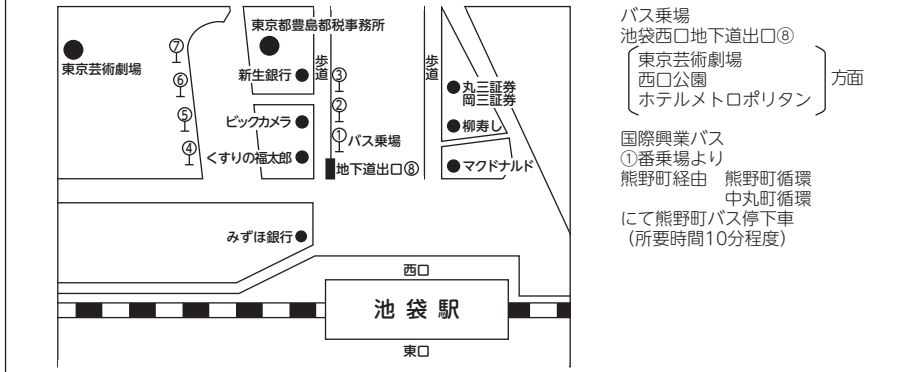 東京都豊島都税事務所
⑦
東京芸術劇場
歩道
歩道
新生銀行
③
⑥
丸三証券
岡三証券
ビックカメラ
②
⑤
柳寿し
①バス乗場
④
くすりの福太郎
地下道出口⑧
マクドナルド
みずほ銀行
西口
池袋駅
東口
バス乗場
池袋西口地下道出口⑧
東京芸術劇場
西口公園
ホテルメトロポリタン
方面
国際興業バス
①番乗場より
熊野町経由 熊野町循環
中丸町循環
にて熊野町バス停下車
(所要時間10分程度)